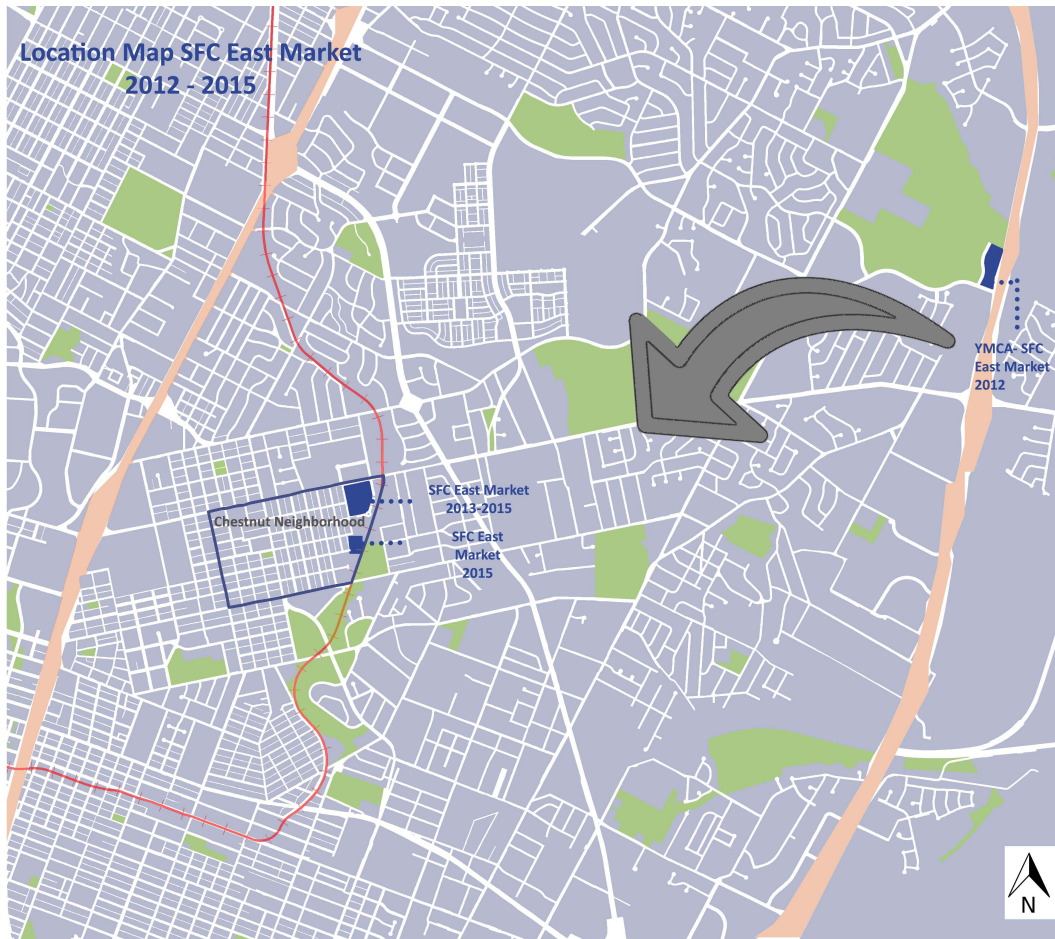 Location Map SFC East Market
2012 - 2015
YMCA- SFC
East Market
2012
SFC East Market
2013-2015
Chestnut Neighborhood
SFC East
Market
2015
N